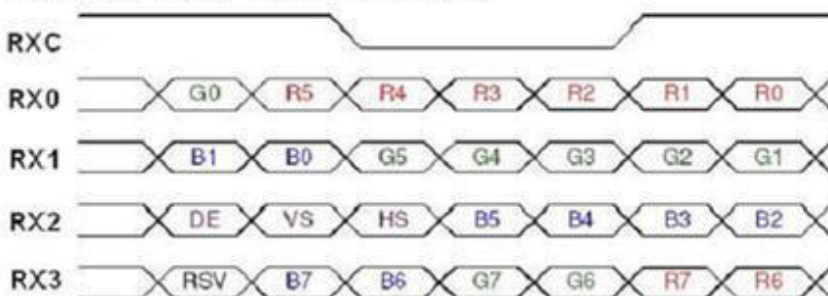 RXC
RX0 G0 R5 R4 R3 R2 R1 R0
RX1 B1 B0 G5 G4 G3 G2 G1
RX2 DE VS HS B5 B4 B3 B2
RX3 RSV B7 B6 G7 G6 R7 R6